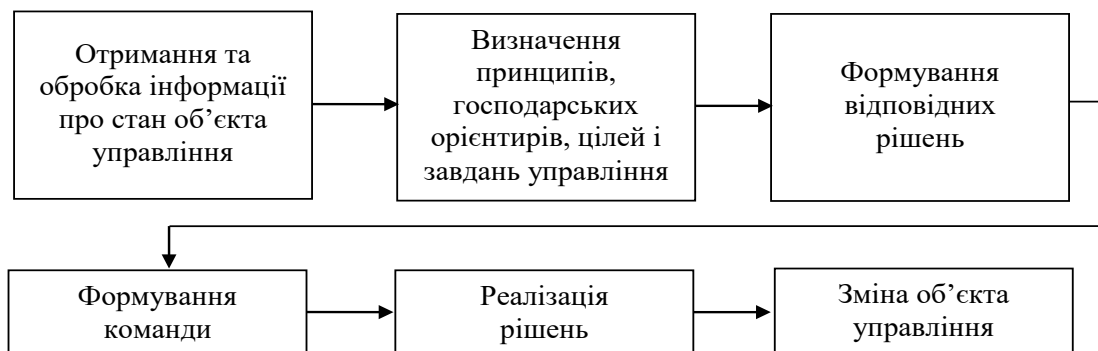 Отримання та
обробка інформації
про стан об’єкта
управління
Визначення
принципів,
господарських
орієнтирів, цілей і
завдань управління
Формування
відповідних
рішень
Формування
команди
Реалізація
рішень
Зміна об’єкта
управління